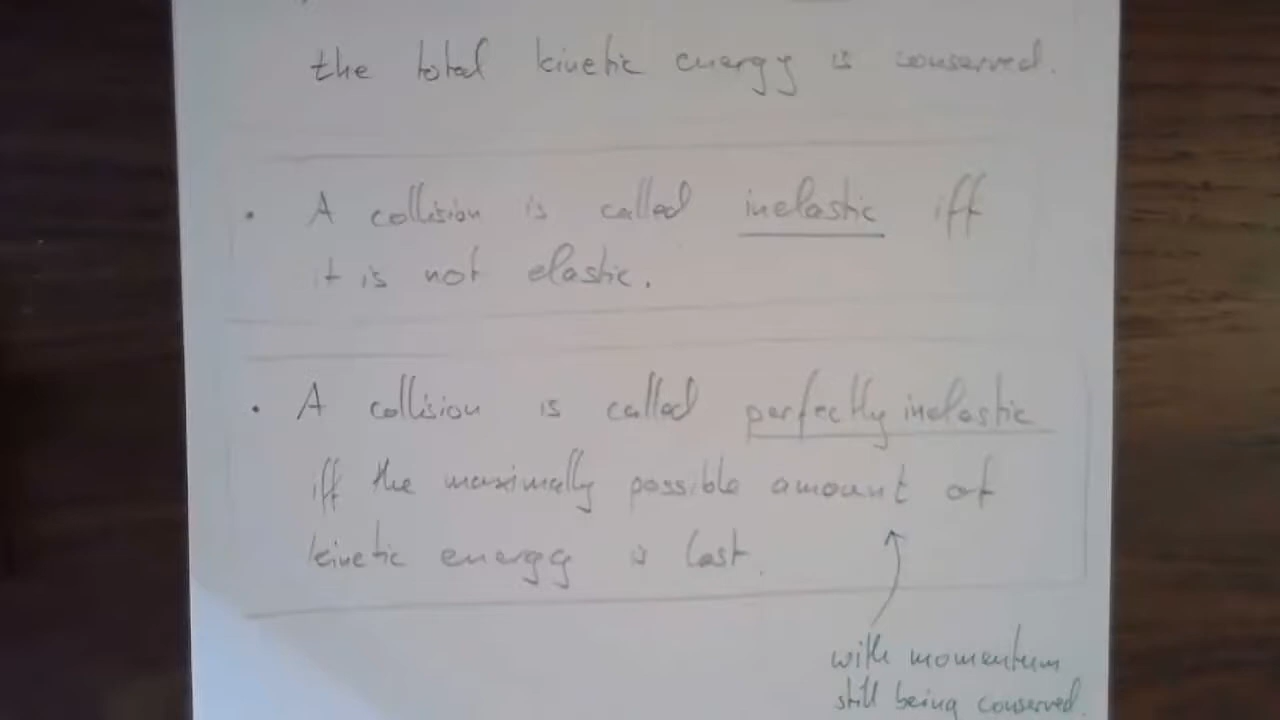 the total kinetic energy is conserved.
• A collision is called inelastic iff
it is not elastic.
• A collision is called perfectly inelastic
iff the maximally possible amount of
kinetic energy is lost.
with momentum
still being conserved.